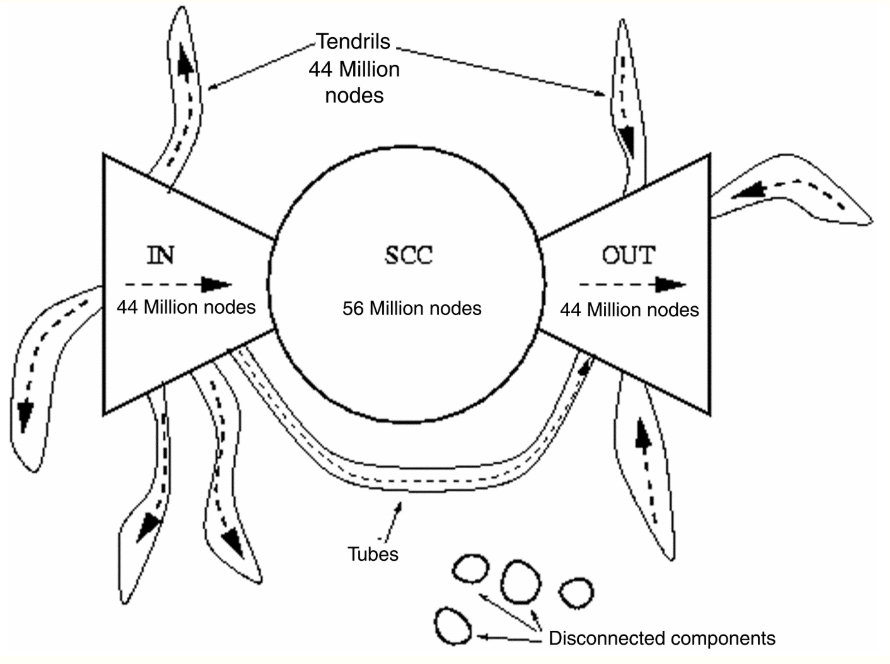 Tendrils
44 Million
nodes
IN
44 Million nodes
SCC
56 Million nodes
OUT
44 Million nodes
Tubes
Disconnected components